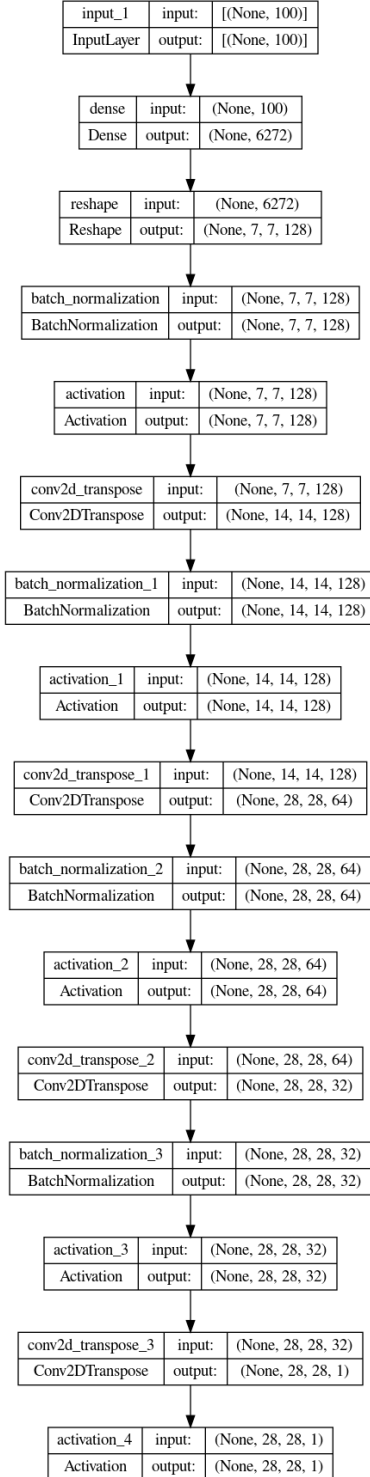 input_1 input: [(None, 100)]
InputLayer output: [(None, 100)]
dense input: (None, 100)
Dense output: (None, 6272)
reshape input: (None, 6272)
Reshape output: (None, 7, 7, 128)
batch_normalization input: (None, 7, 7, 128)
BatchNormalization output: (None, 7, 7, 128)
activation input: (None, 7, 7, 128)
Activation output: (None, 7, 7, 128)
conv2d_transpose input: (None, 7, 7, 128)
Conv2DTranspose output: (None, 14, 14, 128)
batch_normalization_1 input: (None, 14, 14, 128)
BatchNormalization output: (None, 14, 14, 128)
activation_1 input: (None, 14, 14, 128)
Activation output: (None, 14, 14, 128)
conv2d_transpose_1 input: (None, 14, 14, 128)
Conv2DTranspose output: (None, 28, 28, 64)
batch_normalization_2 input: (None, 28, 28, 64)
BatchNormalization output: (None, 28, 28, 64)
activation_2 input: (None, 28, 28, 64)
Activation output: (None, 28, 28, 64)
conv2d_transpose_2 input: (None, 28, 28, 64)
Conv2DTranspose output: (None, 28, 28, 32)
batch_normalization_3 input: (None, 28, 28, 32)
BatchNormalization output: (None, 28, 28, 32)
activation_3 input: (None, 28, 28, 32)
Activation output: (None, 28, 28, 32)
conv2d_transpose_3 input: (None, 28, 28, 32)
Conv2DTranspose output: (None, 28, 28, 1)
activation_4 input: (None, 28, 28, 1)
Activation output: (None, 28, 28, 1)